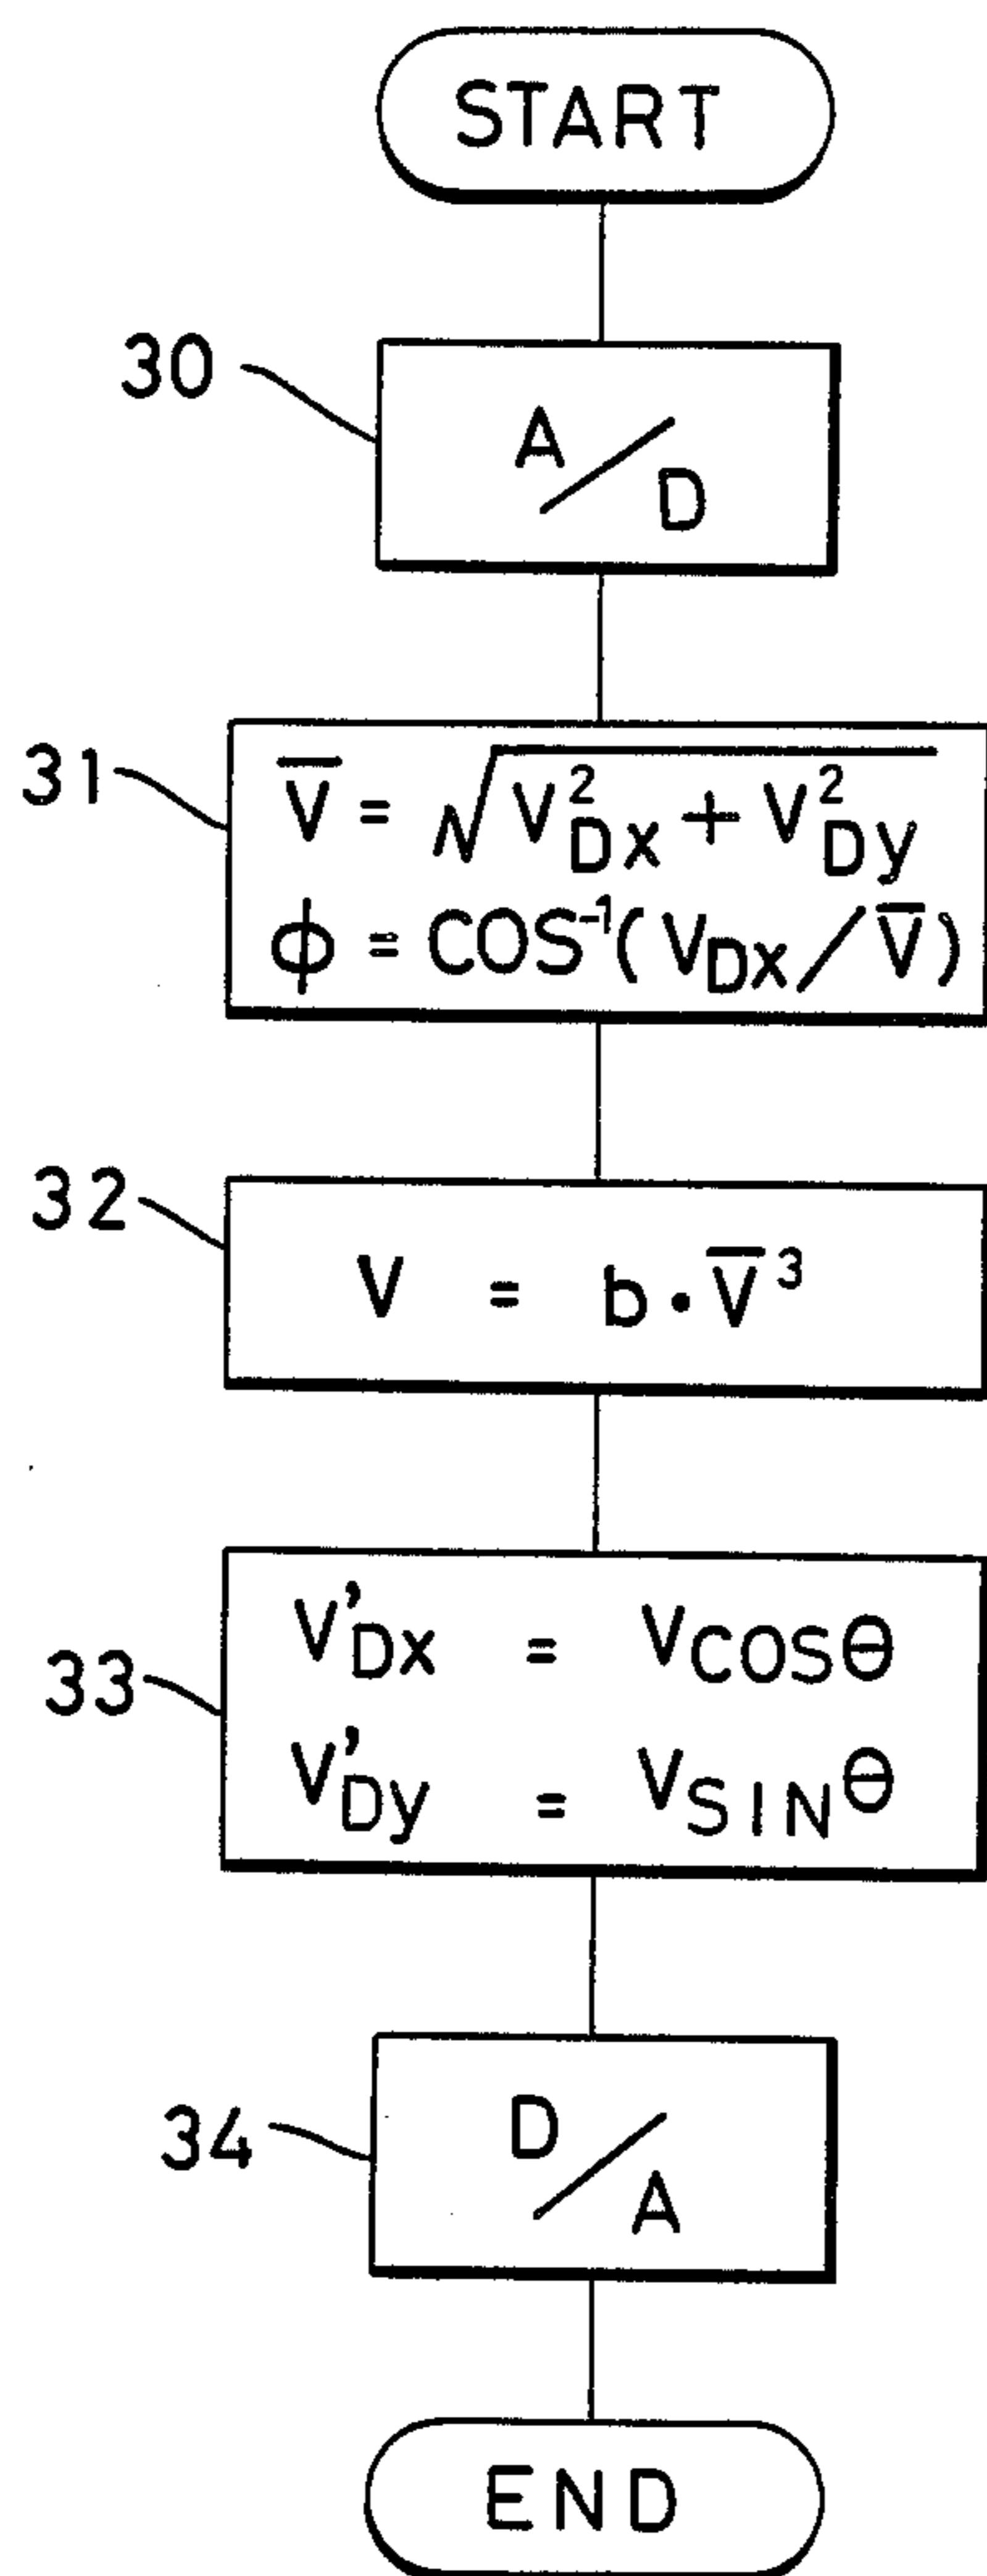 START
30
A/D
31
V̅ = √V²Dx + V²Dy
ϕ = COS⁻¹(VDx/V̅)
32
V = b·V̅³
33
V'Dx = VCOSθ
V'Dy = VSINθ
34
D/A
END